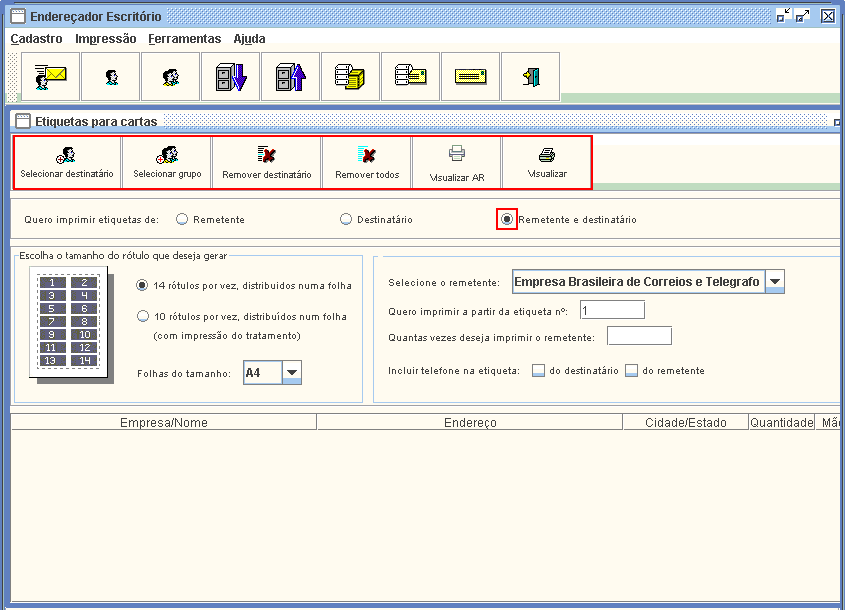 Endereçador Escritório
Cadastro Impressão Ferramentas Ajuda
Etiquetas para cartas
Selecionar destinatário Selecionar grupo Remover destinatário Remover todos Visualizar AR Visualizar
Quero imprimir etiquetas de: Remetente Destinatário Remetente e destinatário
Escolha o tamanho do rótulo que deseja gerar
1 2
3 4
5 6
7 8
9 10
11 12
13 14
14 rótulos por vez, distribuídos numa folha
10 rótulos por vez, distribuídos num folha
(com impressão do tratamento)
Folhas do tamanho: A4
Selecione o remetente: Empresa Brasileira de Correios e Telegrafo
Quero imprimir a partir da etiqueta nº: 1
Quantas vezes deseja imprimir o remetente:
Incluir telefone na etiqueta: do destinatário do remetente
Empresa/Nome Endereço Cidade/Estado Quantidade Mão